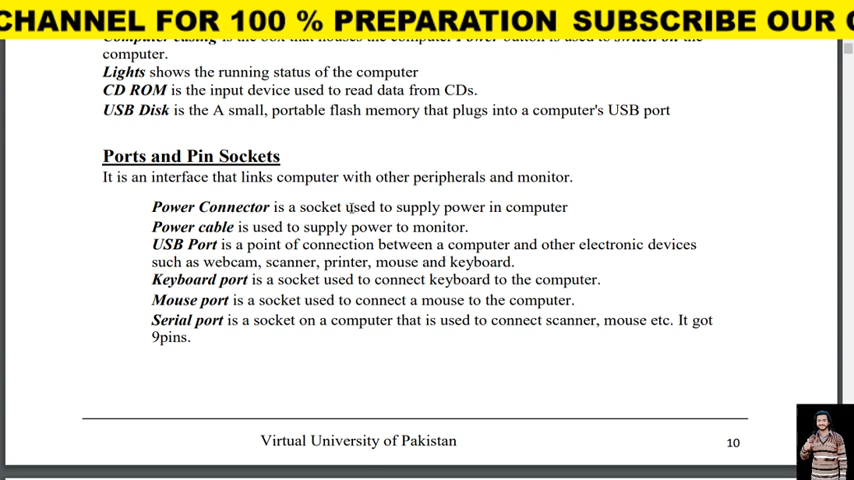 CHANNEL FOR 100 % PREPARATION SUBSCRIBE OUR
computer.
Lights shows the running status of the computer
CD ROM is the input device used to read data from CDs.
USB Disk is the A small, portable flash memory that plugs into a computer's USB port
Ports and Pin Sockets
It is an interface that links computer with other peripherals and monitor.
Power Connector is a socket used to supply power in computer
Power cable is used to supply power to monitor.
USB Port is a point of connection between a computer and other electronic devices
such as webcam, scanner, printer, mouse and keyboard.
Keyboard port is a socket used to connect keyboard to the computer.
Mouse port is a socket used to connect a mouse to the computer.
Serial port is a socket on a computer that is used to connect scanner, mouse etc. It got
9pins.
Virtual University of Pakistan
10